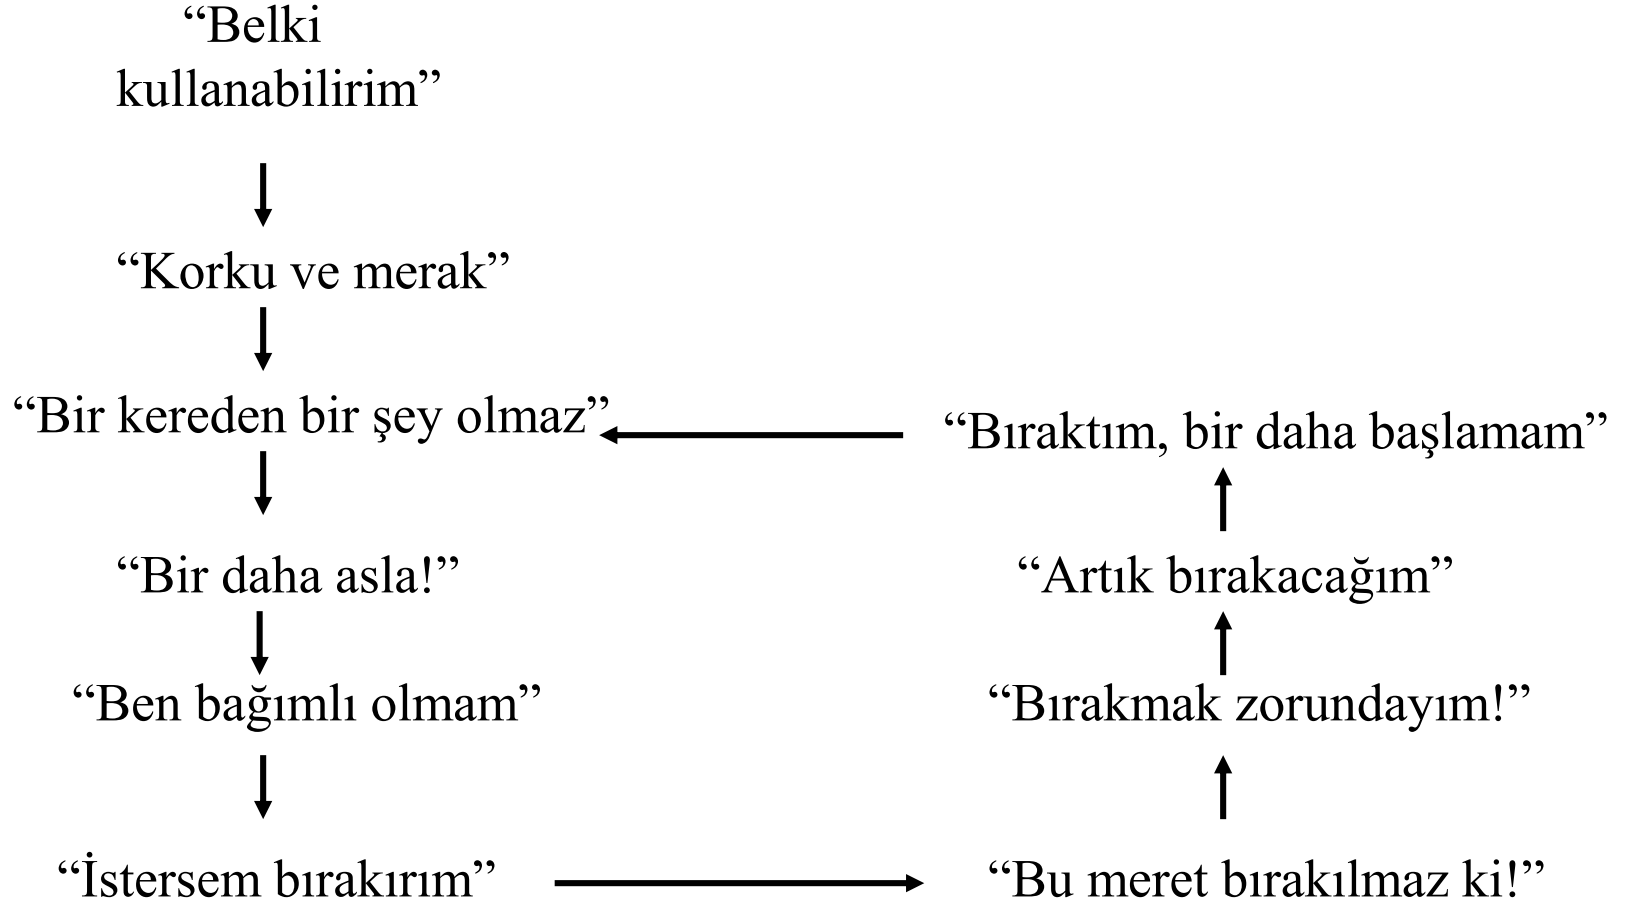 “Belki
kullanabilirim”
“Korku ve merak”
“Bir kereden bir şey olmaz”
“Bir daha asla!”
“Ben bağımlı olmam”
“İstersem bırakırım”
“Bu meret bırakılmaz ki!”
“Bırakmak zorundayım!”
“Artık bırakacağım”
“Bıraktım, bir daha başlamam”